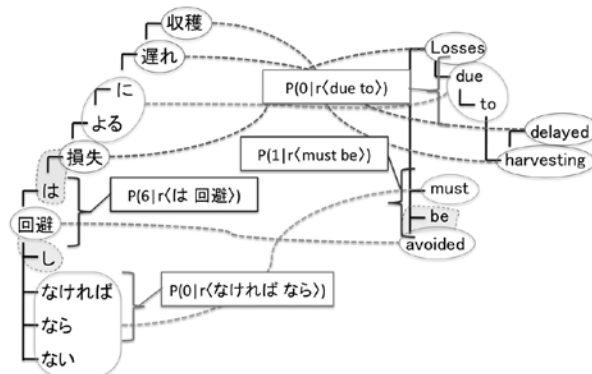 収穫
遅れ
に
よる
損失
は
回避
し
なければ
なら
ない
P(0|r⟨due to⟩)
P(1|r⟨must be⟩)
P(6|r⟨は 回避⟩)
P(0|r⟨なければ なら⟩)
Losses
due
to
delayed
harvesting
must
be
avoided